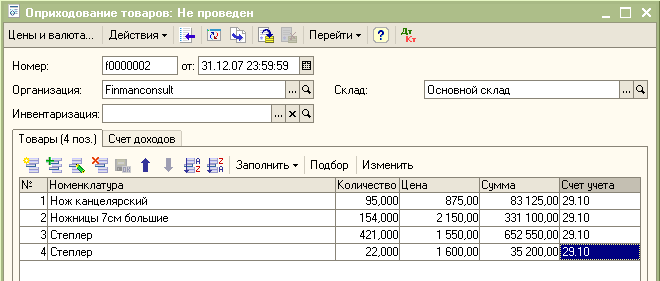 Оприходование товаров: Не проведен
Цены и валюта... Действия Перейти ? Дт Кт
Номер: f0000002 от: 31.12.07 23:59:59
Организация: Finmanconsult ... Склад: Основной склад ...
Инвентаризация: ... x
Товары (4 поз.) Счет доходов
Заполнить Подбор Изменить
№ Номенклатура Количество Цена Сумма Счет учета
1 Нож канцелярский 95,000 875,00 83 125,00 29.10
2 Ножницы 7см большие 154,000 2 150,00 331 100,00 29.10
3 Степлер 421,000 1 550,00 652 550,00 29.10
4 Степлер 22,000 1 600,00 35 200,00 29.10